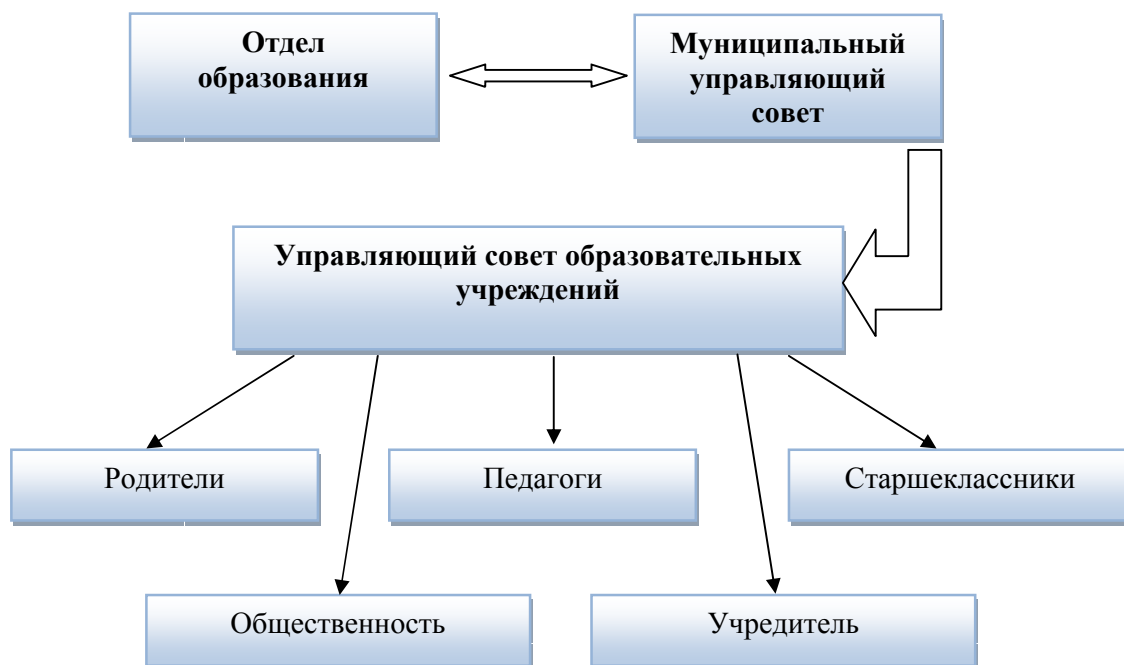 Отдел
образования
Муниципальный
управляющий
совет
Управляющий совет образовательных
учреждений
Родители
Педагоги
Старшеклассники
Общественность
Учредитель